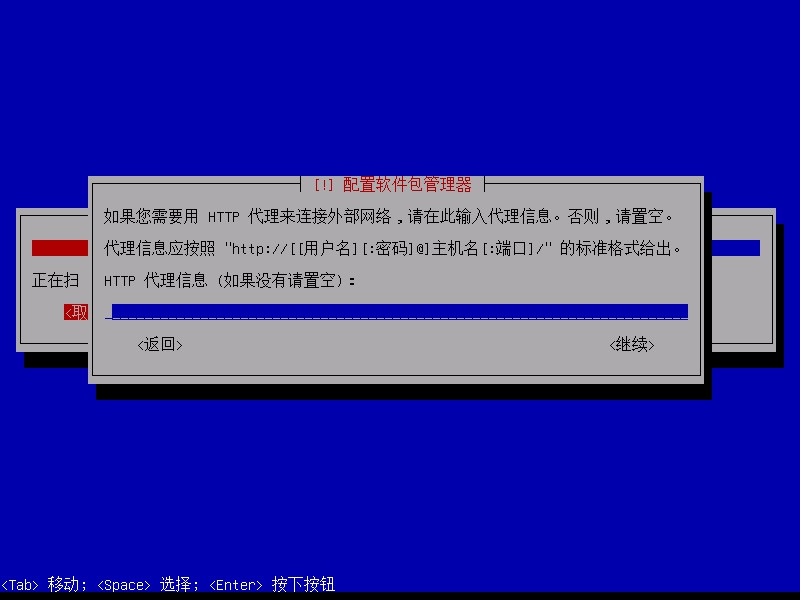 [!] 配置软件包管理器
如果您需要用 HTTP 代理来连接外部网络，请在此输入代理信息。否则，请置空。
代理信息应按照 "http://[[用户名][:密码]@]主机名[:端口]/" 的标准格式给出。
正在扫
HTTP 代理信息 (如果没有请置空)：
<取
<返回>
<继续>
<Tab> 移动; <Space> 选择; <Enter> 按下按钮